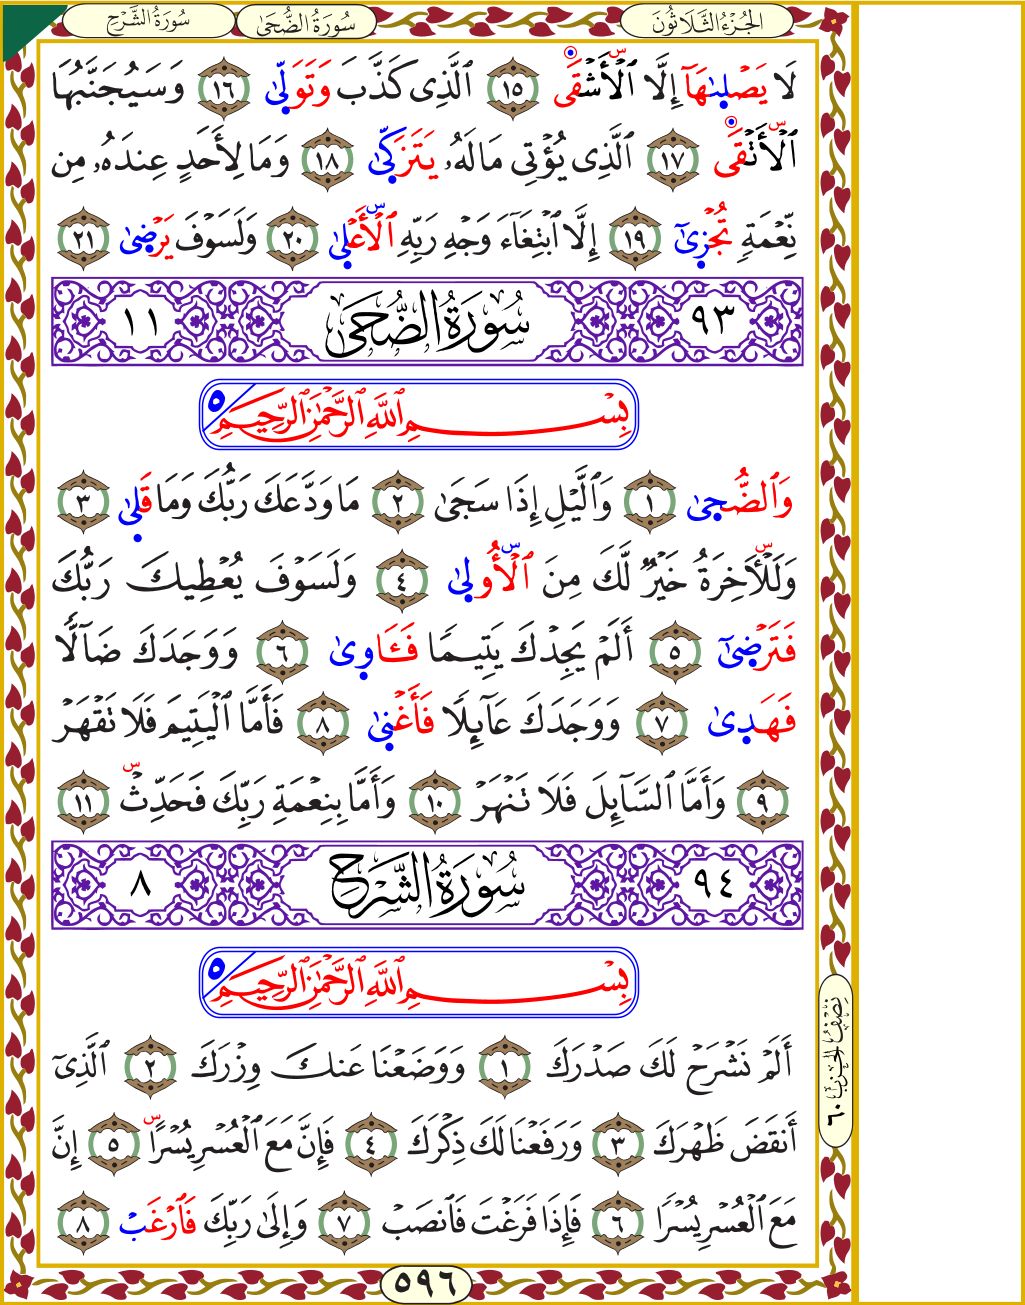 الجُزْءُ الثَّلَاثُونَ
سُورَةُ الضُّحَىٰ
سُورَةُ الشَّرْحِ
لَا يَصْلَىٰهَآ إِلَّا ٱلْأَشْقَى ١٥ ٱلَّذِى كَذَّبَ وَتَوَلَّىٰ ١٦ وَسَيُجَنَّبُهَا
ٱلْأَتْقَى ١٧ ٱلَّذِى يُؤْتِى مَالَهُۥ يَتَزَكَّىٰ ١٨ وَمَا لِأَحَدٍ عِندَهُۥ مِن
نِّعْمَةٍ تُجْزَىٰٓ ١٩ إِلَّا ٱبْتِغَآءَ وَجْهِ رَبِّهِ ٱلْأَعْلَىٰ ٢٠ وَلَسَوْفَ يَرْضَىٰ ٢١
٩٣ سُورَةُ الضُّحَىٰ ١١
بِسْمِ ٱللَّهِ ٱلرَّحْمَٰنِ ٱلرَّحِيمِ ٥
وَٱلضُّحَىٰ ١ وَٱلَّيْلِ إِذَا سَجَىٰ ٢ مَا وَدَّعَكَ رَبُّكَ وَمَا قَلَىٰ ٣
وَلَلْأَخِرَةُ خَيْرٌ لَّكَ مِنَ ٱلْأُولَىٰ ٤ وَلَسَوْفَ يُعْطِيكَ رَبُّكَ
فَتَرْضَىٰٓ ٥ أَلَمْ يَجِدْكَ يَتِيمًا فَـَٔاوَىٰ ٦ وَوَجَدَكَ ضَآلًّا
فَهَدَىٰ ٧ وَوَجَدَكَ عَآئِلًا فَأَغْنَىٰ ٨ فَأَمَّا ٱلْيَتِيمَ فَلَا تَقْهَرْ
٩ وَأَمَّا ٱلسَّآئِلَ فَلَا تَنْهَرْ ١٠ وَأَمَّا بِنِعْمَةِ رَبِّكَ فَحَدِّثْ ١١
٩٤ سُورَةُ الشَّرْحِ ٨
بِسْمِ ٱللَّهِ ٱلرَّحْمَٰنِ ٱلرَّحِيمِ ٥
أَلَمْ نَشْرَحْ لَكَ صَدْرَكَ ١ وَوَضَعْنَا عَنكَ وِزْرَكَ ٢ ٱلَّذِىٓ
أَنقَضَ ظَهْرَكَ ٣ وَرَفَعْنَا لَكَ ذِكْرَكَ ٤ فَإِنَّ مَعَ ٱلْعُسْرِ يُسْرًا ٥ إِنَّ
مَعَ ٱلْعُسْرِ يُسْرًا ٦ فَإِذَا فَرَغْتَ فَٱنصَبْ ٧ وَإِلَىٰ رَبِّكَ فَٱرْغَب ٨
نِصْفُ الحِزْبِ ٦٠
٥٩٦